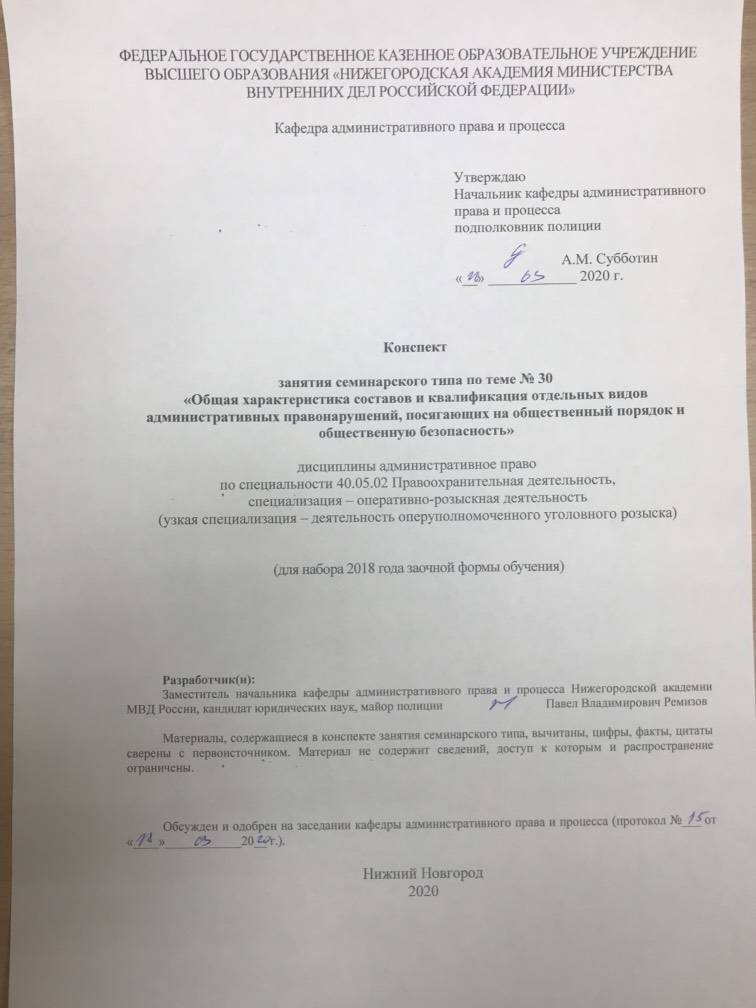 ФЕДЕРАЛЬНОЕ ГОСУДАРСТВЕННОЕ КАЗЕННОЕ ОБРАЗОВАТЕЛЬНОЕ УЧРЕЖДЕНИЕ
ВЫСШЕГО ОБРАЗОВАНИЯ «НИЖЕГОРОДСКАЯ АКАДЕМИЯ МИНИСТЕРСТВА
ВНУТРЕННИХ ДЕЛ РОССИЙСКОЙ ФЕДЕРАЦИИ»
Кафедра административного права и процесса
Утверждаю
Начальник кафедры административного
права и процесса
подполковник полиции
А.М. Субботин
« » 03 2020 г.
Конспект
занятия семинарского типа по теме № 30
«Общая характеристика составов и квалификация отдельных видов
административных правонарушений, посягающих на общественный порядок и
общественную безопасность»
дисциплины административное право
по специальности 40.05.02 Правоохранительная деятельность,
специализация – оперативно-розыскная деятельность
(узкая специализация – деятельность оперуполномоченного уголовного розыска)
(для набора 2018 года заочной формы обучения)
Разработчик(и):
Заместитель начальника кафедры административного права и процесса Нижегородской академии
МВД России, кандидат юридических наук, майор полиции Павел Владимирович Ремизов
Материалы, содержащиеся в конспекте занятия семинарского типа, вычитаны, цифры, факты, цитаты
сверены с первоисточником. Материал не содержит сведений, доступ к которым и распространение
ограничены.
Обсужден и одобрен на заседании кафедры административного права и процесса (протокол № 15 от
«18» 03 2020г.).
Нижний Новгород
2020